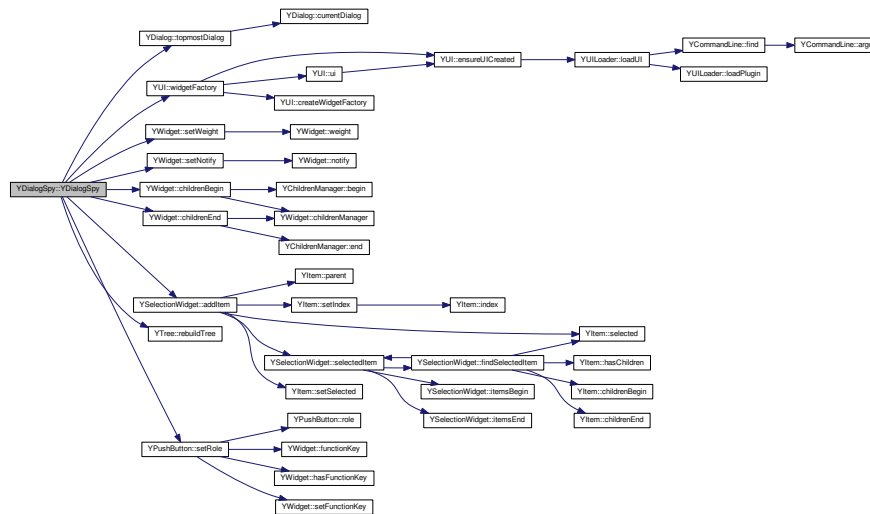 YDialog::currentDialog
YDialog::topmostDialog
YCommandLine::find
YCommandLine::arg
YUI::ensureUICreated
YUILoader::loadUI
YUI::ui
YUILoader::loadPlugin
YUI::widgetFactory
YUI::createWidgetFactory
YWidget::setWeight
YWidget::weight
YWidget::setNotify
YWidget::notify
YDialogSpy::YDialogSpy
YWidget::childrenBegin
YChildrenManager::begin
YWidget::childrenEnd
YWidget::childrenManager
YChildrenManager::end
YItem::parent
YSelectionWidget::addItem
YItem::setIndex
YItem::index
YTree::rebuildTree
YItem::selected
YSelectionWidget::selectedItem
YSelectionWidget::findSelectedItem
YItem::hasChildren
YItem::setSelected
YSelectionWidget::itemsBegin
YItem::childrenBegin
YSelectionWidget::itemsEnd
YItem::childrenEnd
YPushButton::role
YPushButton::setRole
YWidget::functionKey
YWidget::hasFunctionKey
YWidget::setFunctionKey